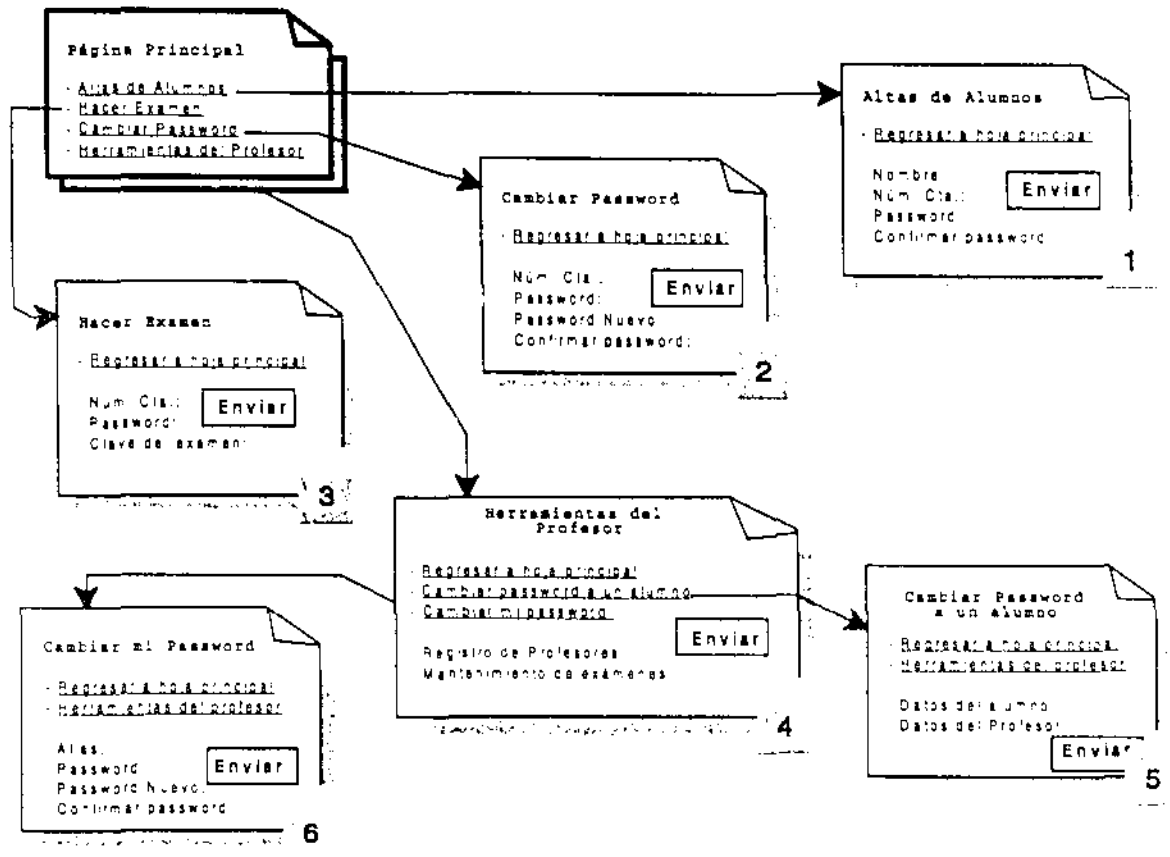 Página Principal
- Altas de Alumnos
- Hacer Examen
- Cambiar Password
- Herramientas del Profesor
Altas de Alumnos
- Regresar a hoja principal
Nombre
Núm. Cta.:
Password
Confirmar password
Enviar
1
Cambiar Password
- Regresar a hoja principal
Núm. Cta.:
Password:
Password Nuevo
Confirmar password:
Enviar
2
Hacer Examen
- Regresar a hoja principal
Núm. Cta.:
Password:
Clave del examen:
Enviar
3
Herramientas del
Profesor
- Regresar a hoja principal
- Cambiar password a un alumno
- Cambiar mi password
Registro de Profesores
Mantenimiento de exámenes
Enviar
4
Cambiar Password
a un alumno
- Regresar a hoja principal
- Herramientas del profesor
Datos del alumno
Datos del Profesor
Enviar
5
Cambiar mi Password
- Regresar a hoja principal
- Herramientas del profesor
Alias:
Password
Password Nuevo:
Confirmar password
Enviar
6